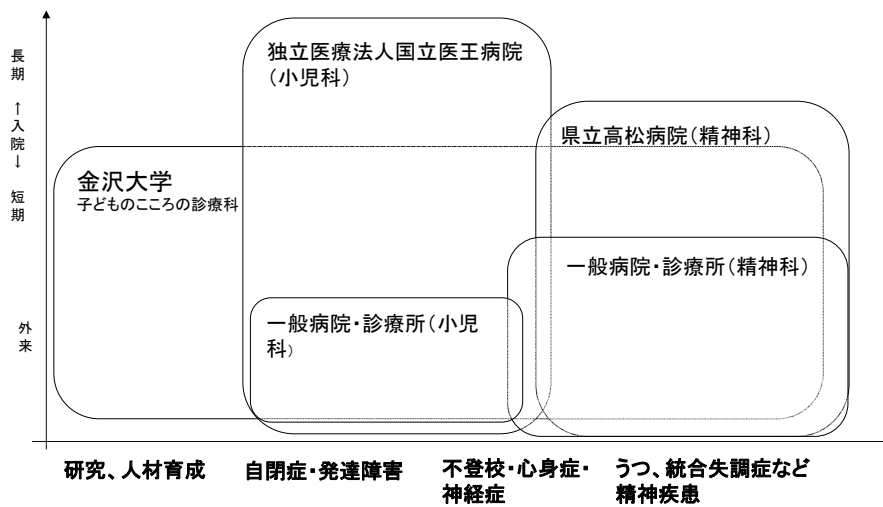 長期 ↑入院↓ 短期
外来
独立医療法人国立医王病院
（小児科）
県立高松病院（精神科）
金沢大学
子どものこころの診療科
一般病院・診療所（精神科）
一般病院・診療所（小児
科）
研究、人材育成
自閉症・発達障害
不登校・心身症・
神経症
うつ、統合失調症など
精神疾患